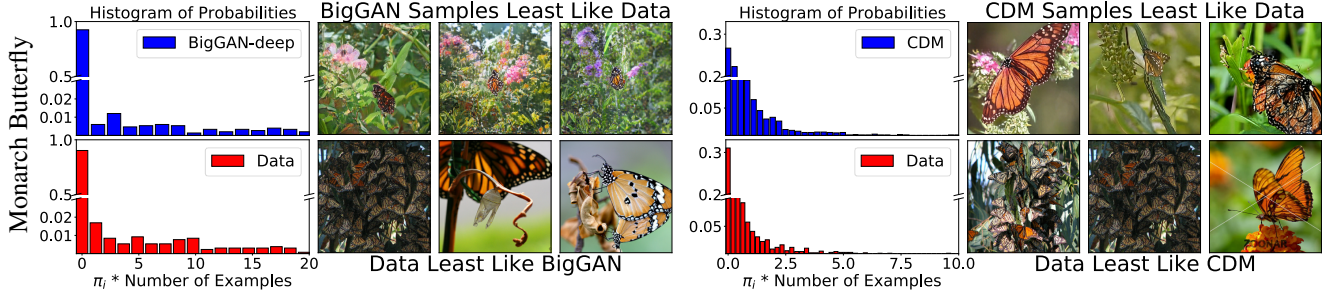 Monarch Butterfly
Histogram of Probabilities
1.0
0.5
0.02
0.01
BigGAN-deep
1.0
0.5
0.02
0.01
Data
0 5 10 15 20
π_i * Number of Examples
BigGAN Samples Least Like Data
Data Least Like BigGAN
Histogram of Probabilities
0.3
0.2
0.05
CDM
0.3
0.2
0.05
Data
0.0 2.5 5.0 7.5 10.0
π_i * Number of Examples
CDM Samples Least Like Data
ZOONAR
Data Least Like CDM